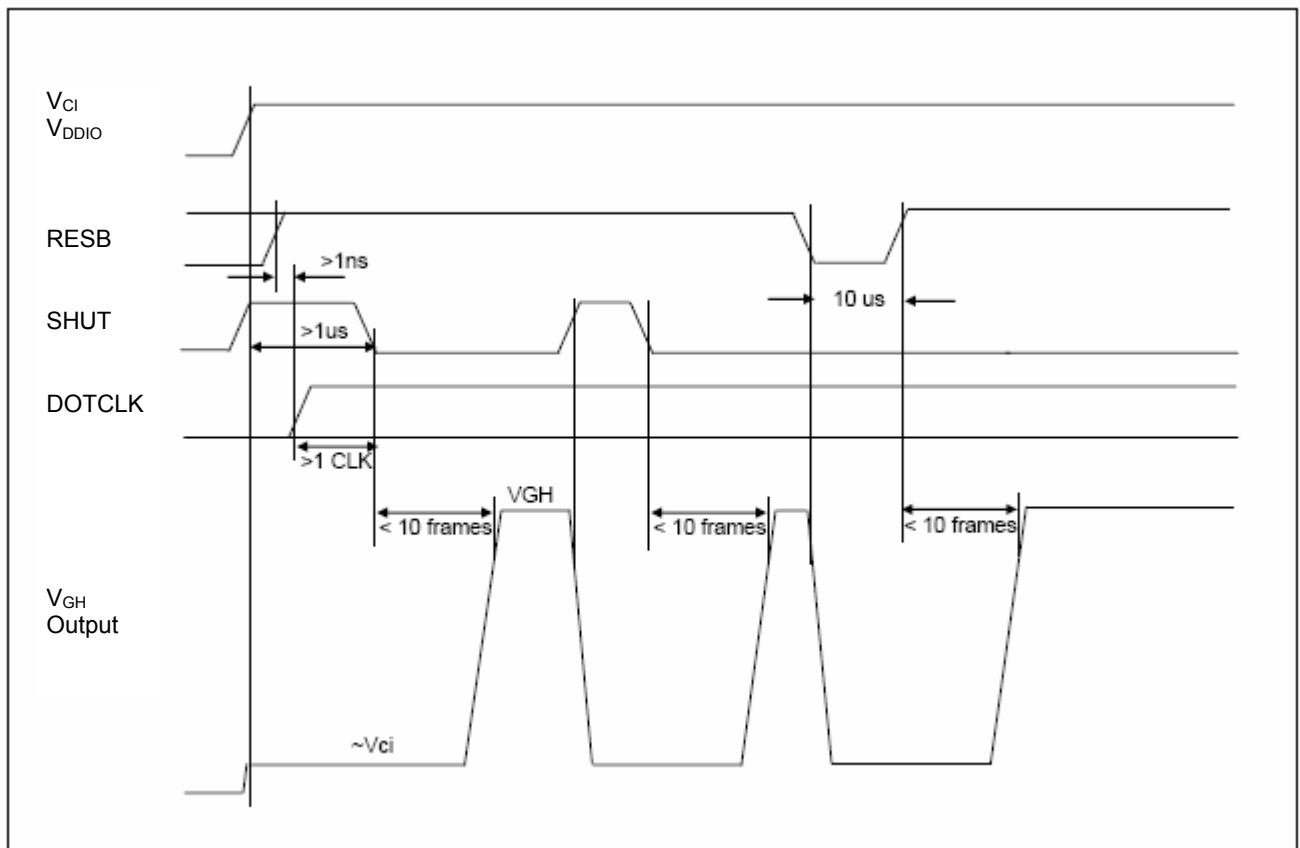 VCI
VDDIO
RESB
>1ns
10 us
SHUT
>1us
DOTCLK
>1 CLK
VGH
< 10 frames
< 10 frames
< 10 frames
VGH
Output
~Vci